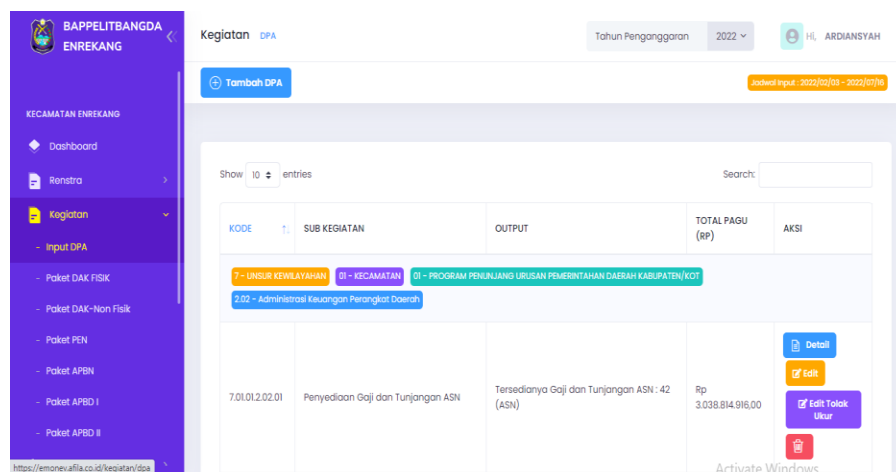 BAPPELITBANGDA
ENREKANG
Kegiatan DPA
Tahun Penganggaran 2022
Hi, ARDIANSYAH
Tambah DPA
Jadwal Input : 2022/02/03 - 2022/07/16
KECAMATAN ENREKANG
Dashboard
Renstra
Kegiatan
- Input DPA
- Paket DAK FISIK
- Paket DAK-Non Fisik
- Paket PEN
- Paket APBN
- Paket APBD I
- Paket APBD II
https://emonev.afila.co.id/kegiatan/dpa
Show 10 entries
Search:
KODE
SUB KEGIATAN
OUTPUT
TOTAL PAGU
(RP)
AKSI
7 - UNSUR KEWILAYAHAN
01 - KECAMATAN
01 - PROGRAM PENUNJANG URUSAN PEMERINTAHAN DAERAH KABUPATEN/KOT
2.02 - Administrasi Keuangan Perangkat Daerah
7.01.01.2.02.01
Penyediaan Gaji dan Tunjangan ASN
Tersedianya Gaji dan Tunjangan ASN : 42
(ASN)
Rp
3.038.814.916,00
Detail
Edit
Edit Tolak
Ukur
Activate Windows